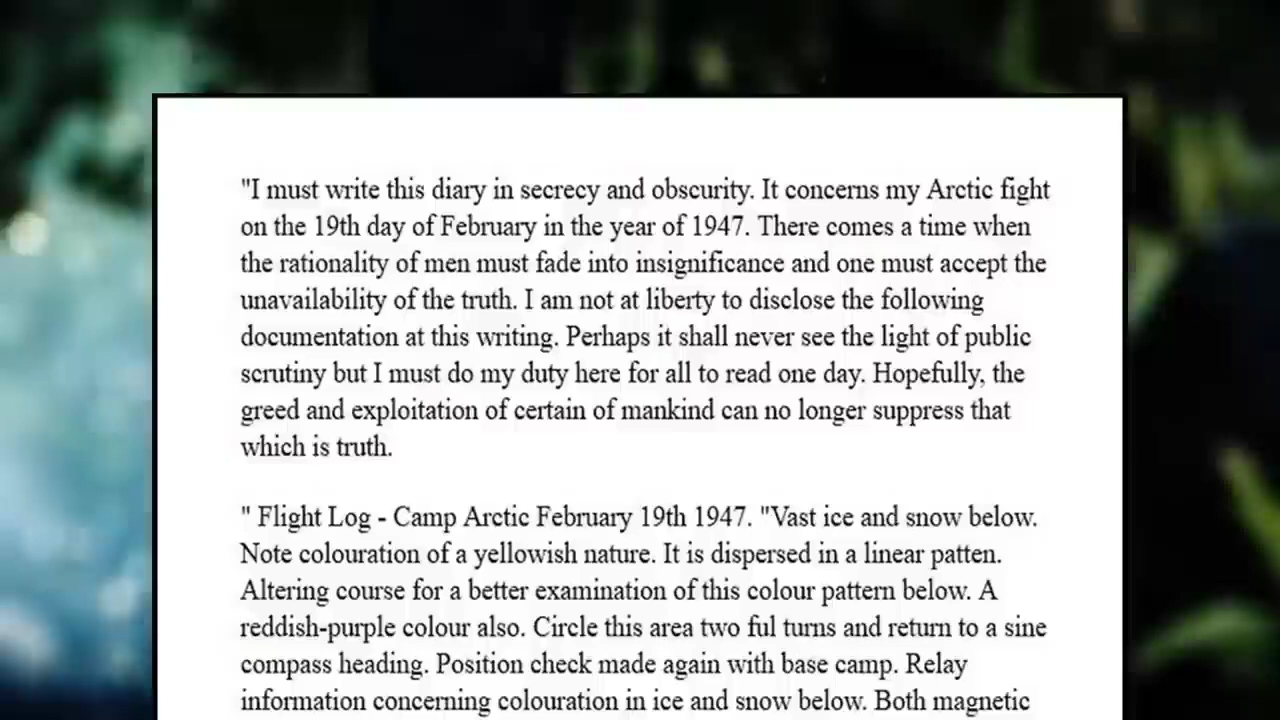 "I must write this diary in secrecy and obscurity. It concerns my Arctic fight
on the 19th day of February in the year of 1947. There comes a time when
the rationality of men must fade into insignificance and one must accept the
unavailability of the truth. I am not at liberty to disclose the following
documentation at this writing. Perhaps it shall never see the light of public
scrutiny but I must do my duty here for all to read one day. Hopefully, the
greed and exploitation of certain of mankind can no longer suppress that
which is truth.
" Flight Log - Camp Arctic February 19th 1947. "Vast ice and snow below.
Note colouration of a yellowish nature. It is dispersed in a linear patten.
Altering course for a better examination of this colour pattern below. A
reddish-purple colour also. Circle this area two ful turns and return to a sine
compass heading. Position check made again with base camp. Relay
information concerning colouration in ice and snow below. Both magnetic